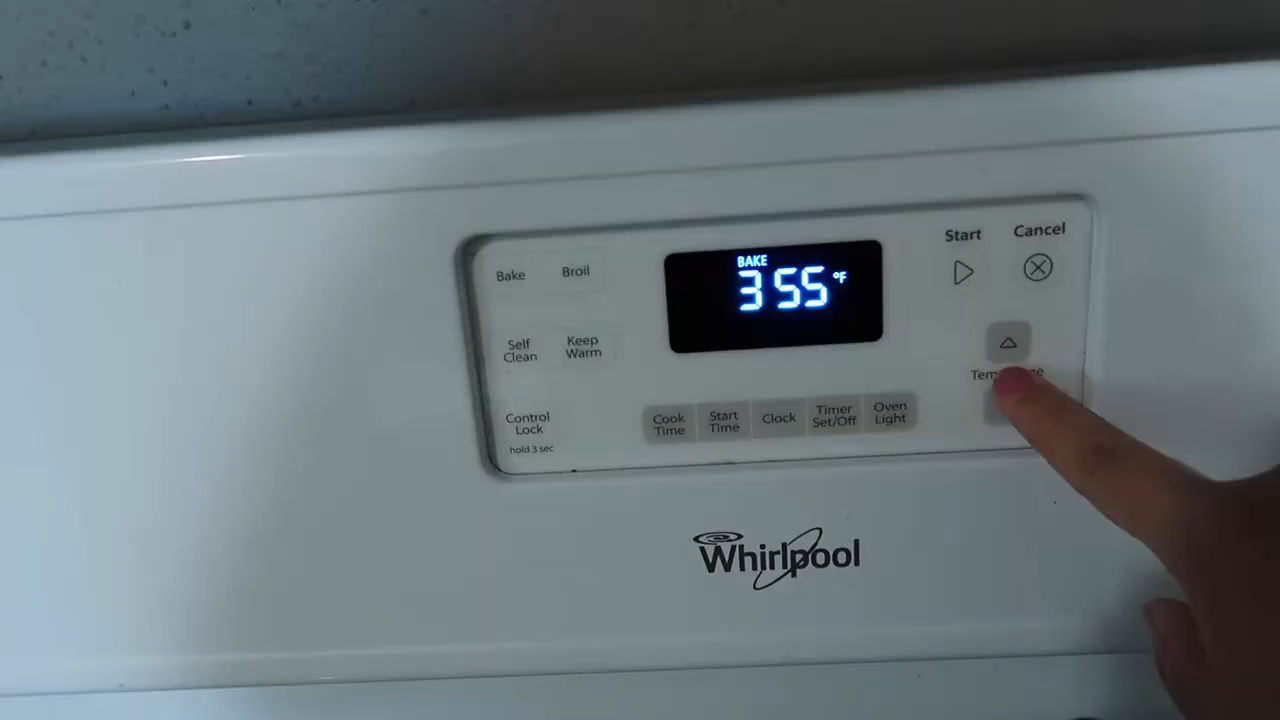 Bake
Broil
BAKE
355 °F
Start
Cancel
Self
Clean
Keep
Warm
Control
Lock
hold 3 sec
Cook
Time
Start
Time
Clock
Timer
Set/Off
Oven
Light
Whirlpool